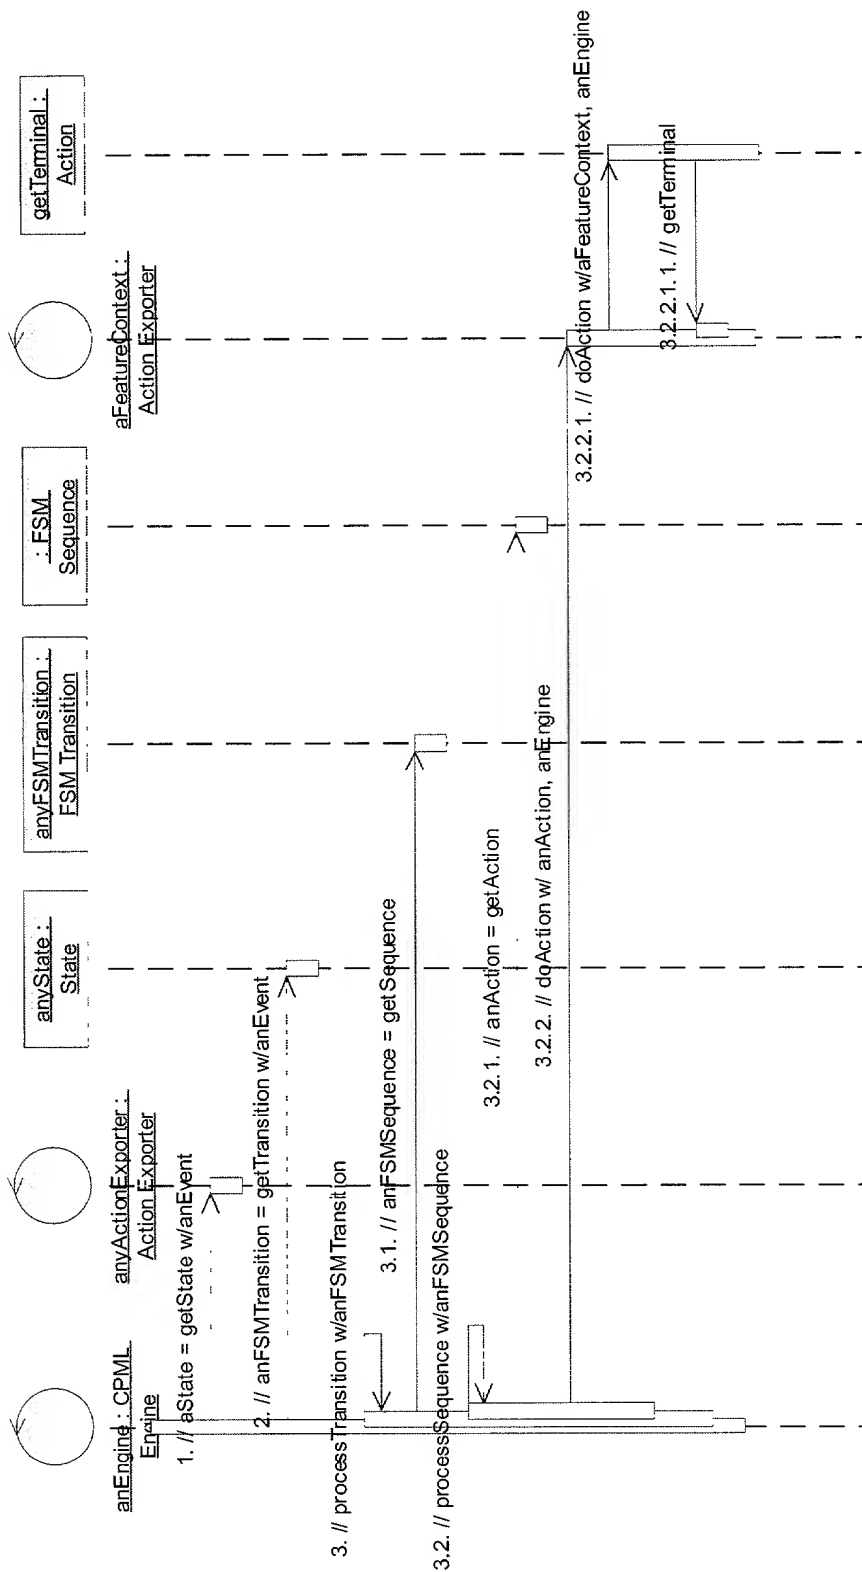 anEngine : CPML
Engine
anyActionExporter :
Action Exporter
anyState :
State
anyFSMTransition :
FSM Transition
: FSM
Sequence
aFeatureContext :
Action Exporter
getTerminal :
Action
1. // aState = getState w/anEvent
2. // anFSMTransition = getTransition w/anEvent
3. // processTransition w/anFSMTransition
3.1. // anFSMSequence = getSequence
3.2. // processSequence w/anFSMSequence
3.2.1. // anAction = getAction
3.2.2. // doAction w/ anAction, anEngine
3.2.2.1. // doAction w/aFeatureContext, anEngine
3.2.2.1.1. // getTerminal